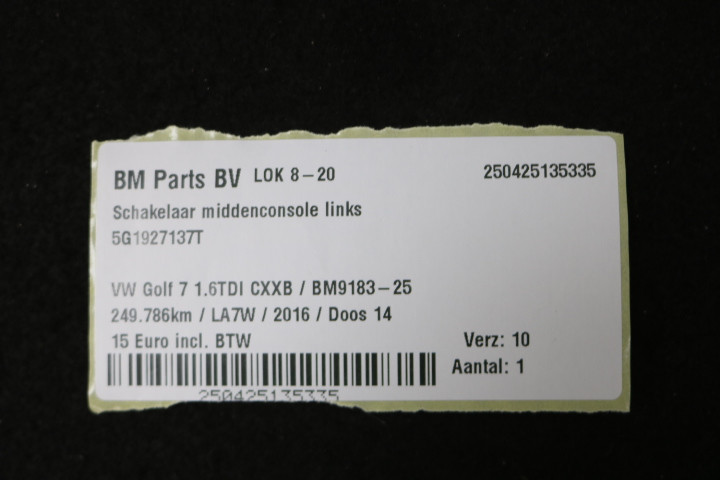 BM Parts BV LOK 8-20 250425135335
Schakelaar middenconsole links
5G1927137T
VW Golf 7 1.6TDI CXXB / BM9183-25
249.786km / LA7W / 2016 / Doos 14
15 Euro incl. BTW Verz: 10
Aantal: 1
250425135335